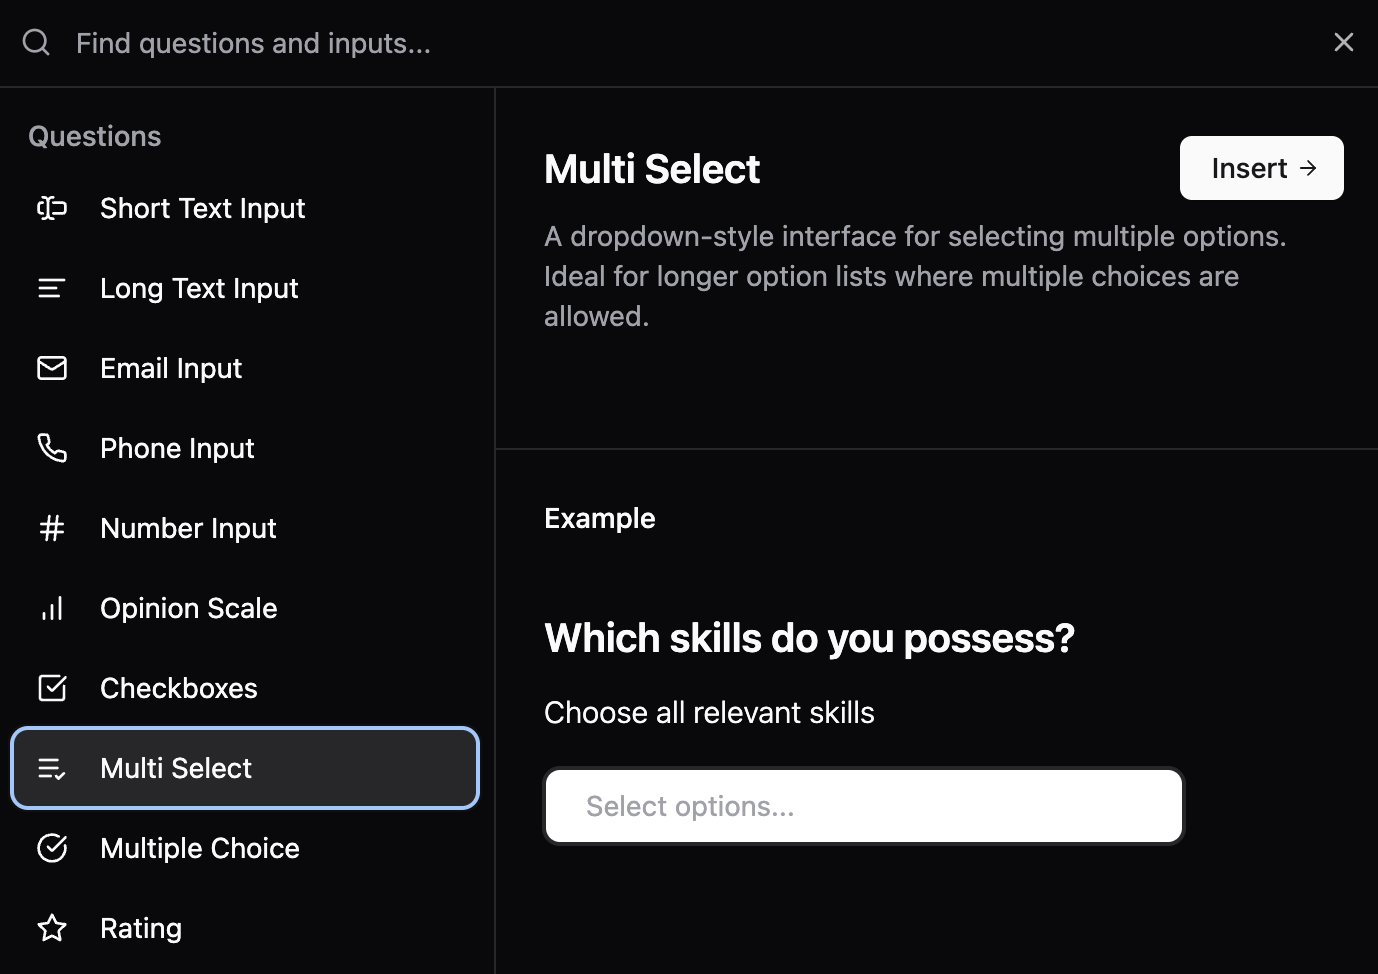 Find questions and inputs...
Questions
Short Text Input
Long Text Input
Email Input
Phone Input
Number Input
Opinion Scale
Checkboxes
Multi Select
Multiple Choice
Rating
Multi Select
Insert →
A dropdown-style interface for selecting multiple options.
Ideal for longer option lists where multiple choices are
allowed.
Example
Which skills do you possess?
Choose all relevant skills
Select options...